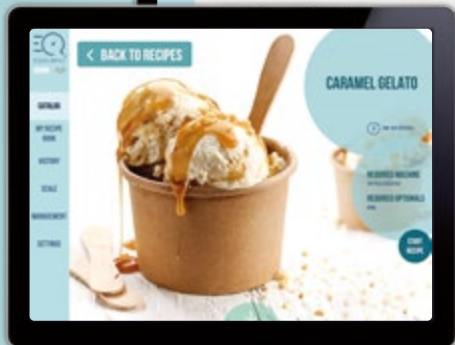 BACK TO RECIPES
CARAMEL GELATO
CATALOG
MY RECIPE
BOOK
HISTORY
SCALE
MANAGEMENT
SETTINGS
REQUIRED MACHINE
REQUIRED OPTIONALS
START
RECIPE